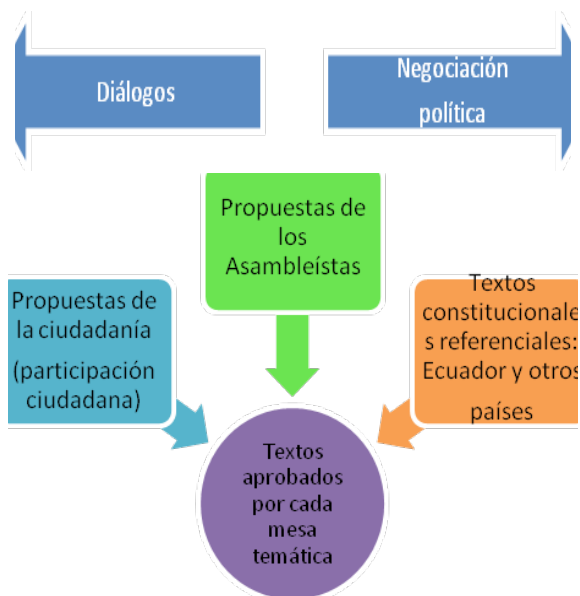 Diálogos
Negociación
política
Propuestas de
los
Asambleístas
Propuestas de
la ciudadanía
(participación
ciudadana)
Textos
constitucionale
s referenciales:
Ecuador y otros
países
Textos
aprobados
por cada
mesa
temática